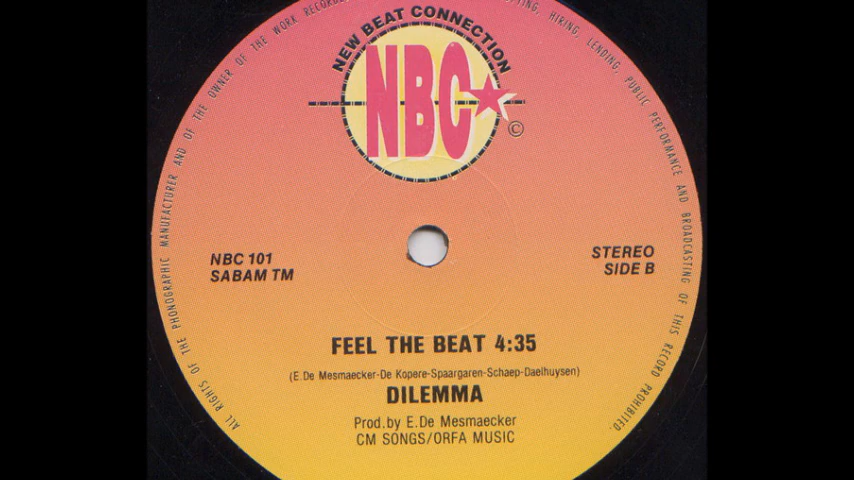 NEW BEAT CONNECTION
NBC
©
NBC 101
SABAM TM
STEREO
SIDE B
FEEL THE BEAT 4:35
(E.De Mesmaecker-De Kopere-Spaargaren-Schaep-Daelhuysen)
DILEMMA
Prod.by E.De Mesmaecker
CM SONGS/ORFA MUSIC
ALL RIGHTS OF THE PHONOGRAPHIC MANUFACTURER AND OF THE OWNER OF THE WORK RECORDED
HIRING, LENDING, PUBLIC PERFORMANCE AND BROADCASTING OF THIS RECORD PROHIBITED.